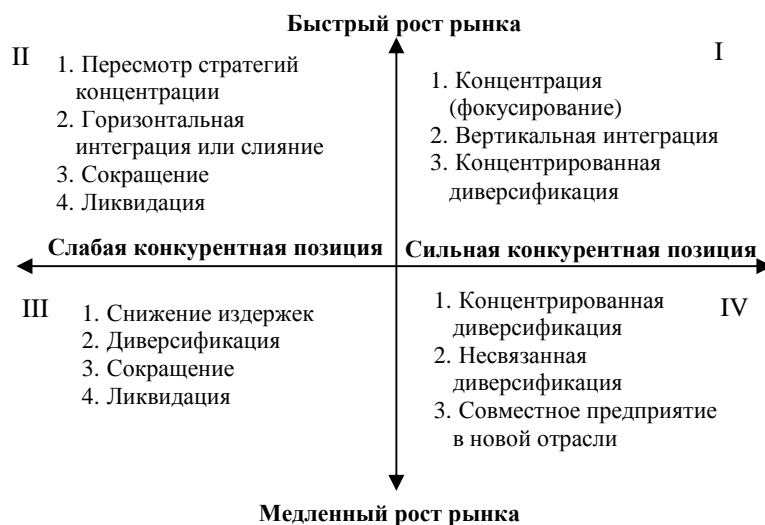 Быстрый рост рынка
II
1. Пересмотр стратегий
концентрации
2. Горизонтальная
интеграция или слияние
3. Сокращение
4. Ликвидация
I
1. Концентрация
(фокусирование)
2. Вертикальная интеграция
3. Концентрированная
диверсификация
Слабая конкурентная позиция
Сильная конкурентная позиция
III
1. Снижение издержек
2. Диверсификация
3. Сокращение
4. Ликвидация
IV
1. Концентрированная
диверсификация
2. Несвязанная
диверсификация
3. Совместное предприятие
в новой отрасли
Медленный рост рынка